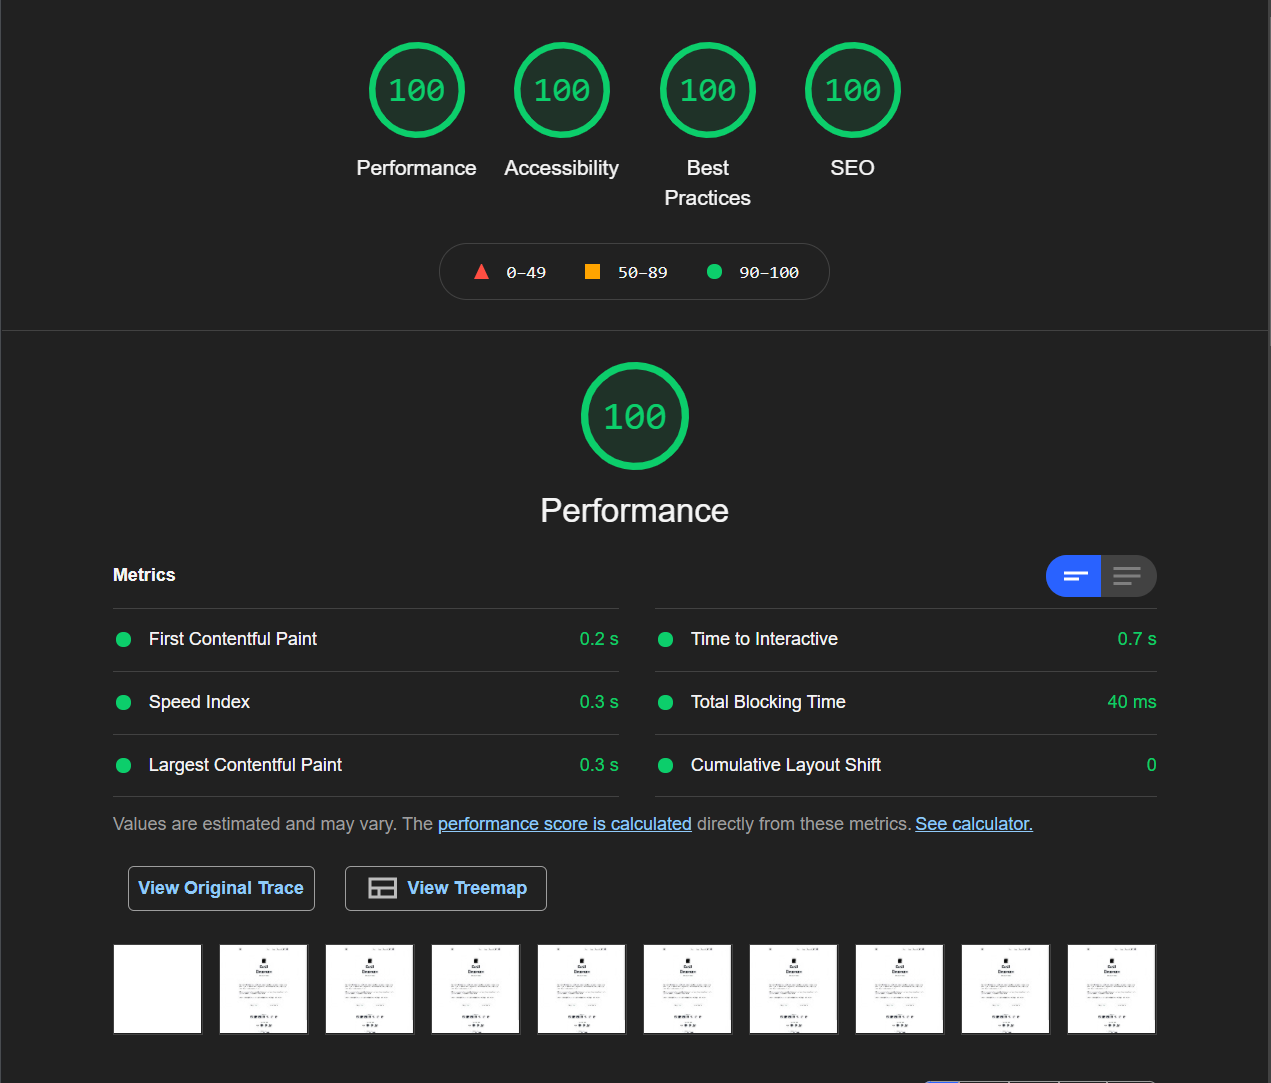 100 100 100 100
Performance Accessibility Best Practices SEO
0–49 50–89 90–100
100
Performance
Metrics
First Contentful Paint 0.2 s
Time to Interactive 0.7 s
Speed Index 0.3 s
Total Blocking Time 40 ms
Largest Contentful Paint 0.3 s
Cumulative Layout Shift 0
Values are estimated and may vary. The performance score is calculated directly from these metrics. See calculator.
View Original Trace View Treemap